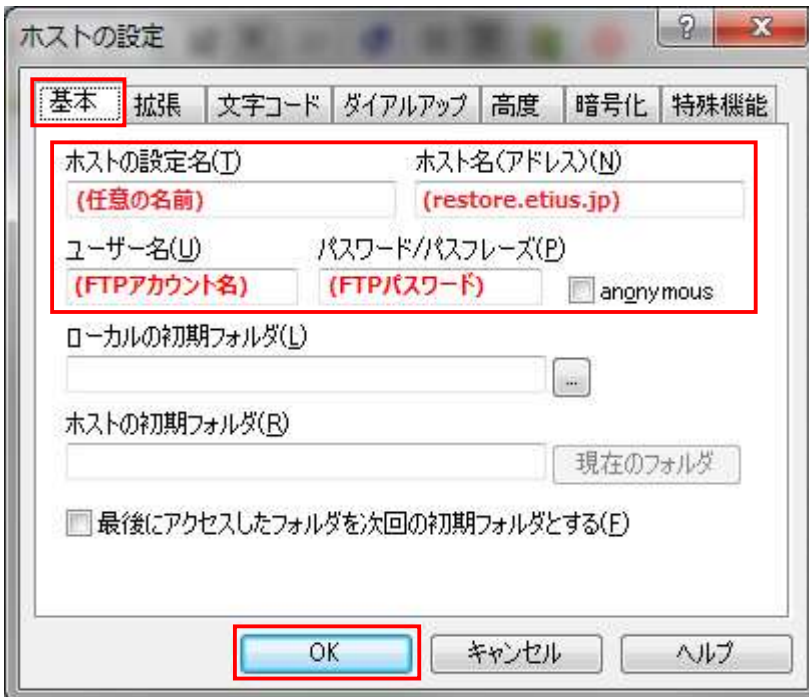 ホストの設定
基本 拡張 文字コード ダイアルアップ 高度 暗号化 特殊機能
ホストの設定名(T) ホスト名(アドレス)(N)
(任意の名前) (restore.etius.jp)
ユーザー名(U) パスワード/パスフレーズ(P)
(FTPアカウント名) (FTPパスワード) anonymous
ローカルの初期フォルダ(L)
...
ホストの初期フォルダ(R)
現在のフォルダ
最後にアクセスしたフォルダを次回の初期フォルダとする(F)
OK キャンセル ヘルプ